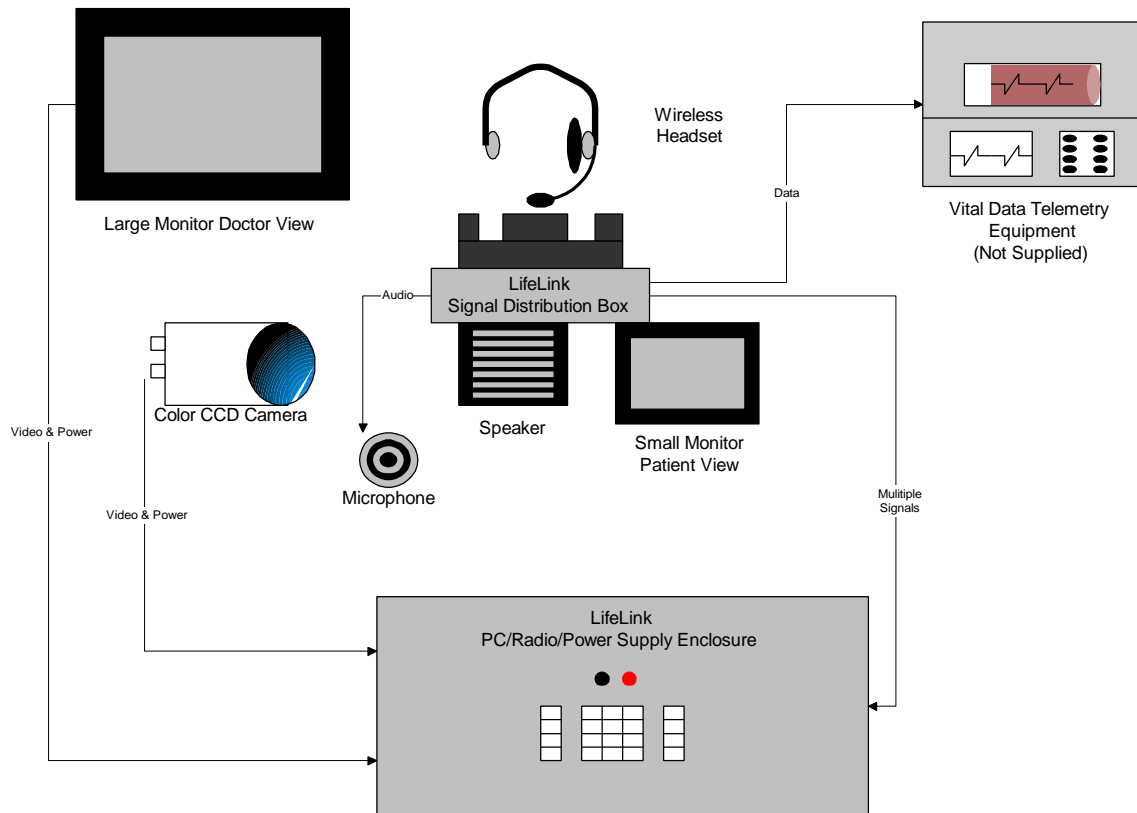 Wireless
Headset
Large Monitor Doctor View
Data
Vital Data Telemetry
Equipment
(Not Supplied)
LifeLink
Signal Distribution Box
Audio
Color CCD Camera
Speaker
Small Monitor
Patient View
Video & Power
Microphone
Mulitiple
Signals
Video & Power
LifeLink
PC/Radio/Power Supply Enclosure